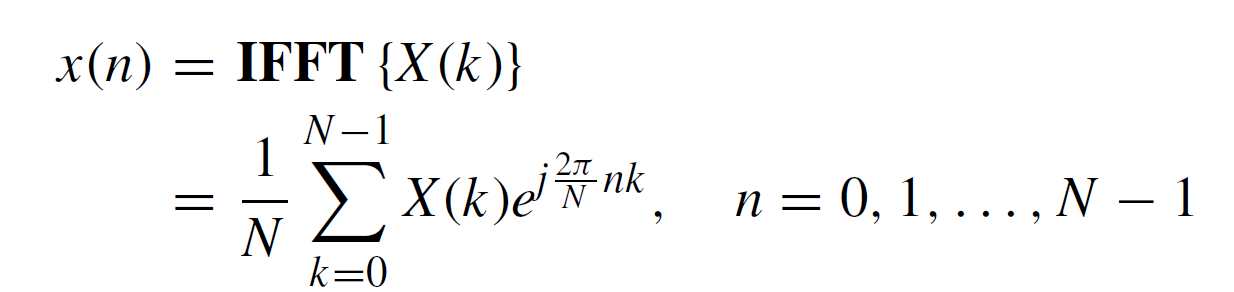 x(n) = IFFT {X(k)}
= \frac{1}{N} \sum_{k=0}^{N-1} X(k)e^{j\frac{2\pi}{N}nk}, n = 0, 1, . . . , N − 1